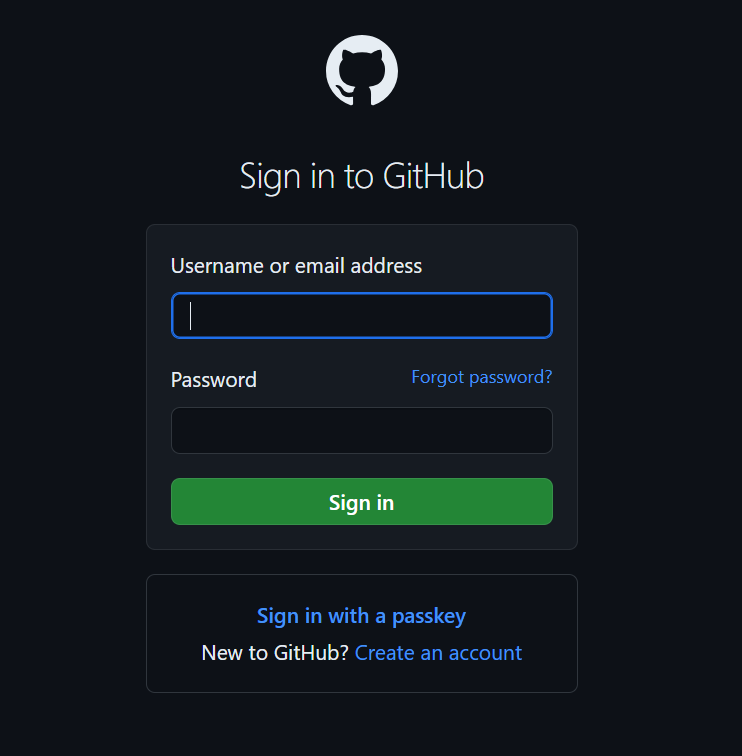 Sign in to GitHub
Username or email address
Password Forgot password?
Sign in
Sign in with a passkey
New to GitHub? Create an account